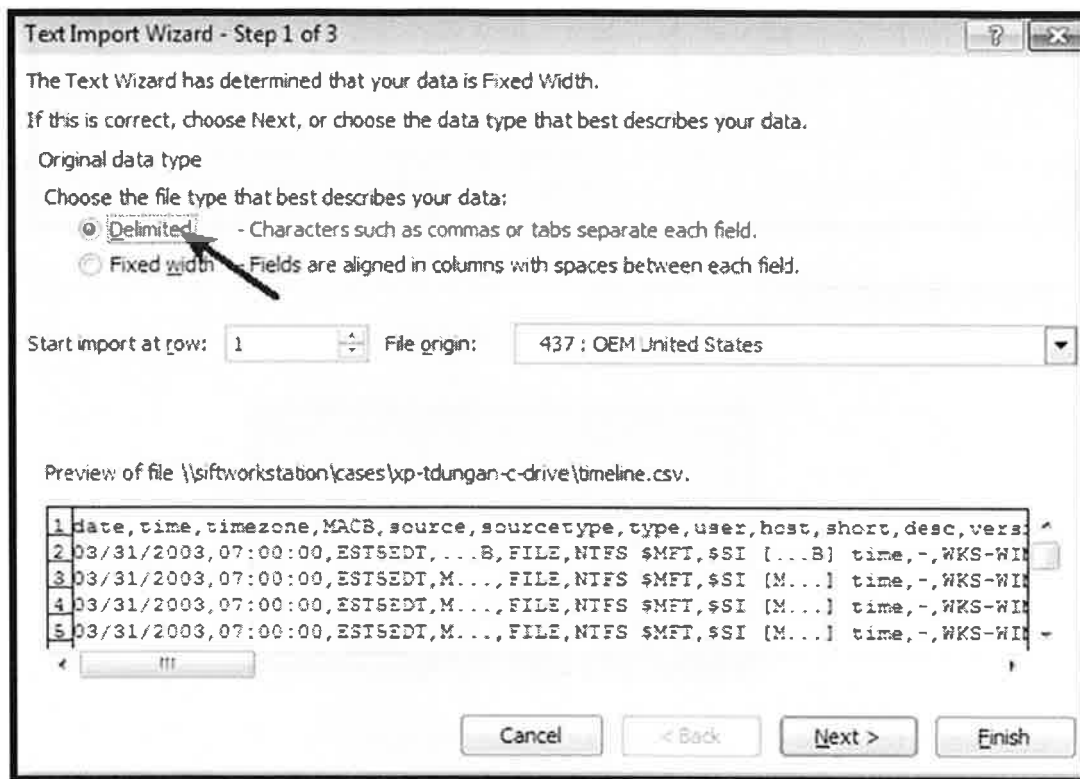 Text Import Wizard - Step 1 of 3
The Text Wizard has determined that your data is Fixed Width.
If this is correct, choose Next, or choose the data type that best describes your data.
Original data type
Choose the file type that best describes your data:
Delimited - Characters such as commas or tabs separate each field.
Fixed width - Fields are aligned in columns with spaces between each field.
Start import at row: 1 File origin: 437 : OEM United States
Preview of file \\siftworkstation\cases\xp-tdungan-c-drive\timeline.csv.
1 date,time,timezone,MACB,source,sourcetype,type,user,host,short,desc,vers
2 03/31/2003,07:00:00,EST5EDT,...B,FILE,NTFS $MFT,$SI [...B] time,-,WKS-WI
3 03/31/2003,07:00:00,EST5EDT,M...,FILE,NTFS $MFT,$SI [M...] time,-,WKS-WI
4 03/31/2003,07:00:00,EST5EDT,M...,FILE,NTFS $MFT,$SI [M...] time,-,WKS-WI
5 03/31/2003,07:00:00,EST5EDT,M...,FILE,NTFS $MFT,$SI [M...] time,-,WKS-WI
Cancel < Back Next > Finish